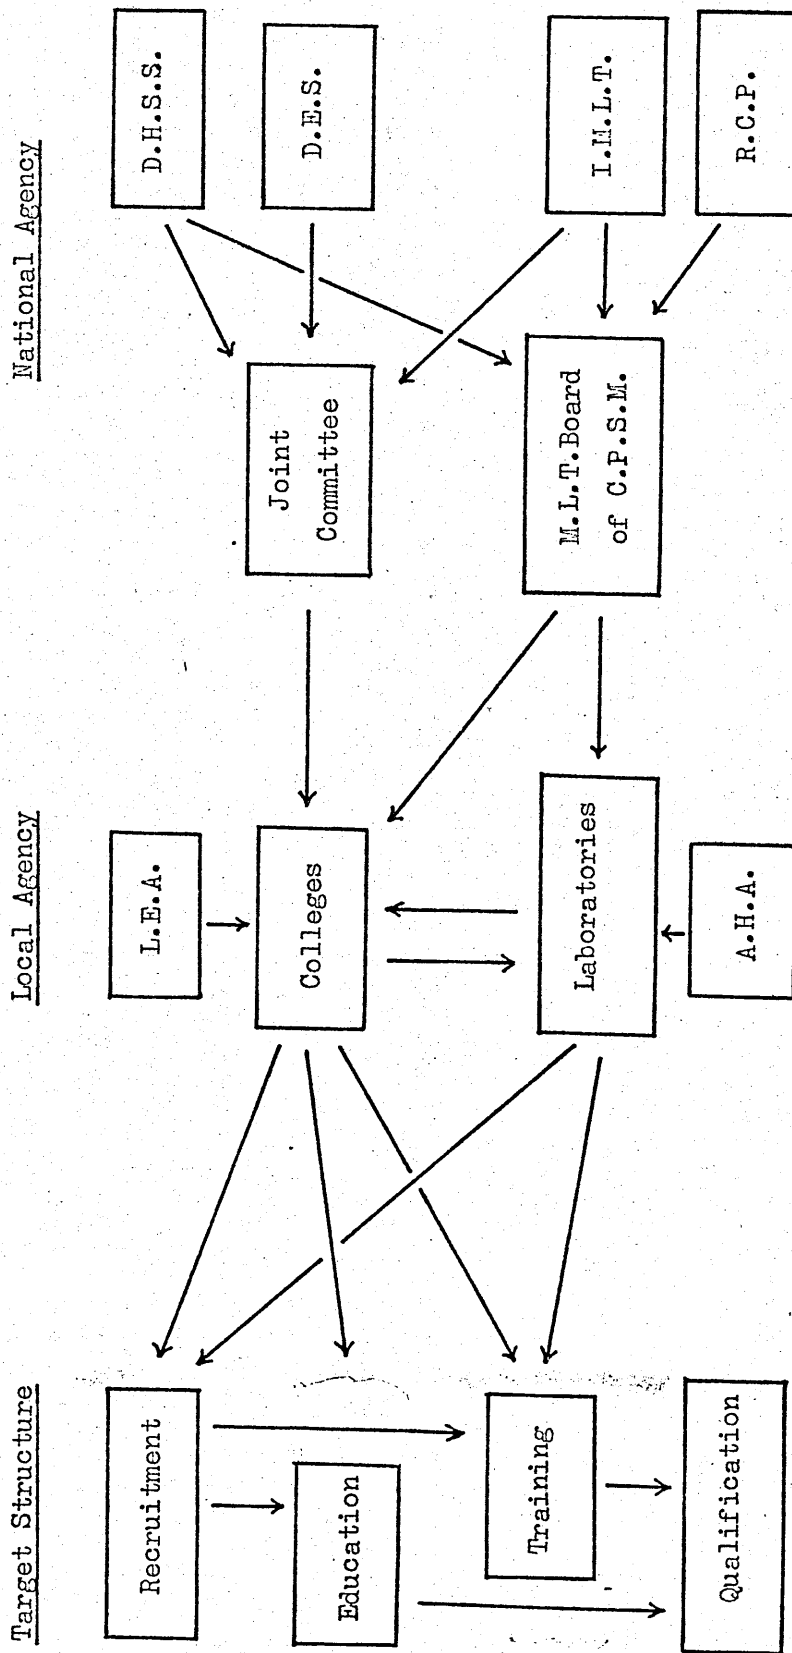 Target Structure
Local Agency
National Agency
Recruitment
Education
Training
Qualification
L.E.A.
Colleges
Laboratories
A.H.A.
Joint
Committee
M.L.T.Board
of C.P.S.M.
D.H.S.S.
D.E.S.
I.M.L.T.
R.C.P.